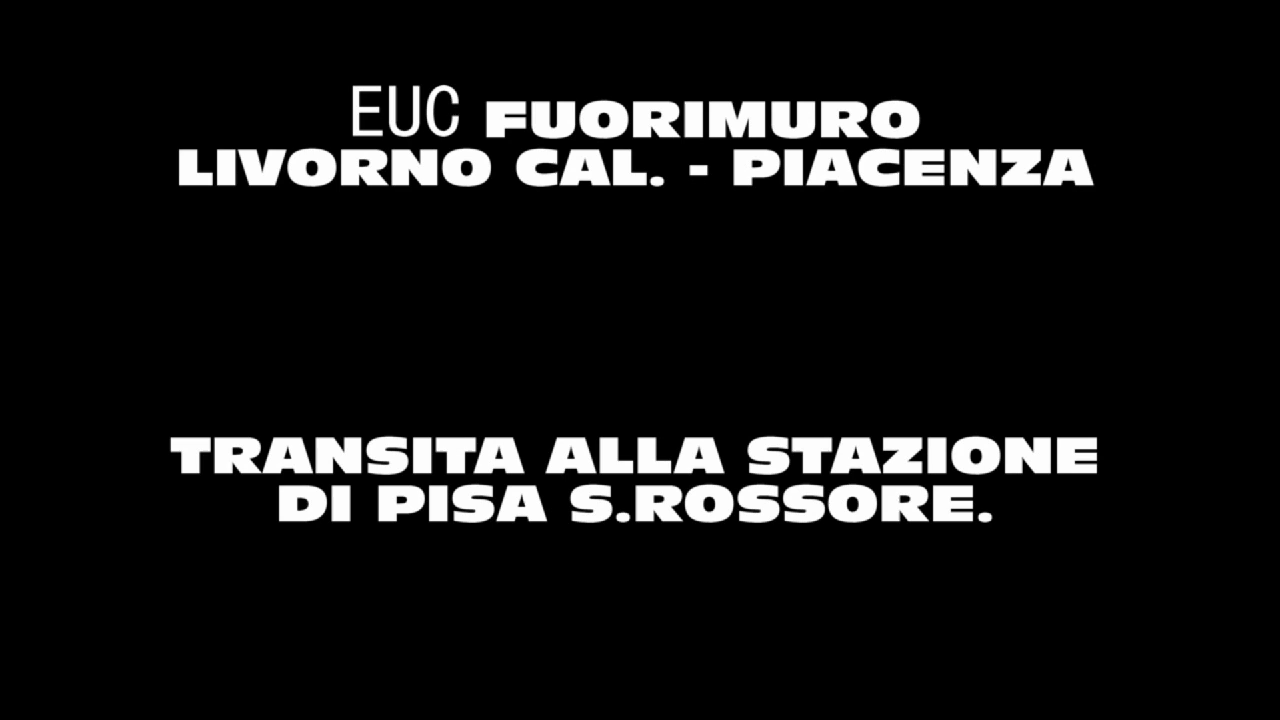 EUC FUORIMURO
LIVORNO CAL. - PIACENZA
TRANSITA ALLA STAZIONE
DI PISA S.ROSSORE.